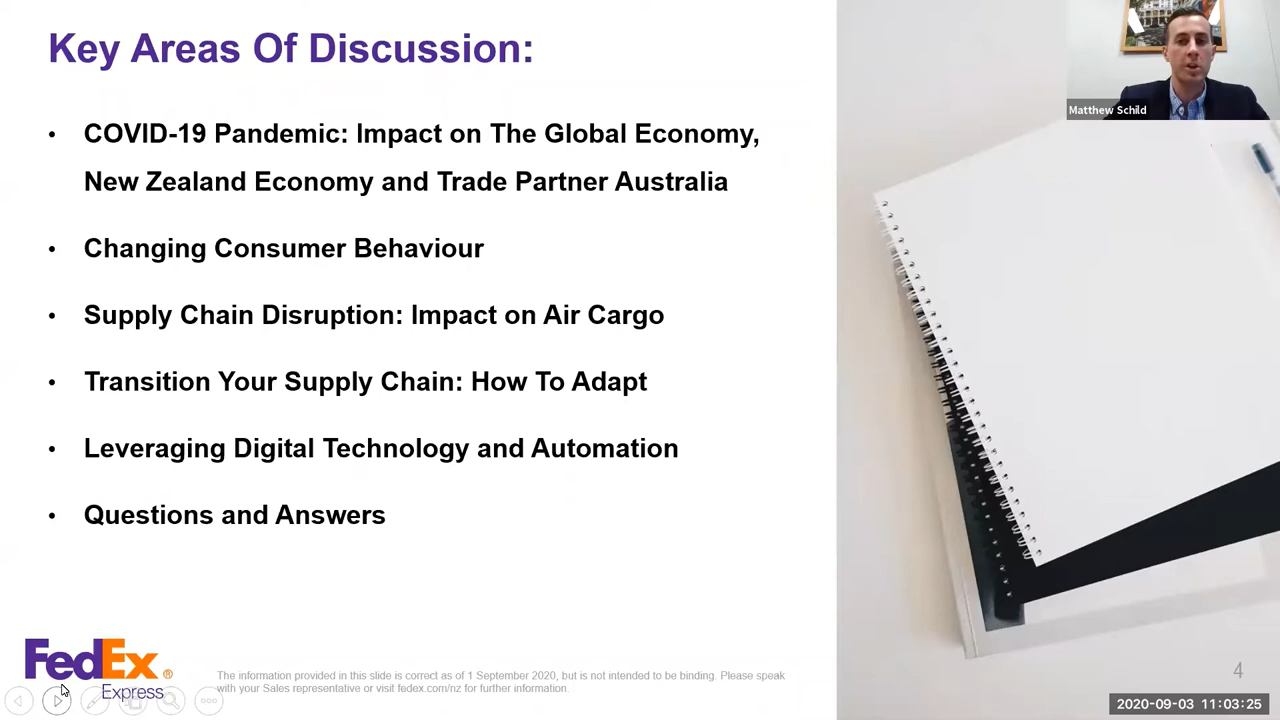 Key Areas Of Discussion:
Matthew Schild
• COVID-19 Pandemic: Impact on The Global Economy,
New Zealand Economy and Trade Partner Australia
• Changing Consumer Behaviour
• Supply Chain Disruption: Impact on Air Cargo
• Transition Your Supply Chain: How To Adapt
• Leveraging Digital Technology and Automation
• Questions and Answers
FedEx®
Express
The information provided in this slide is correct as of 1 September 2020, but is not intended to be binding. Please speak
with your Sales representative or visit fedex.com/nz for further information.
4
2020-09-03 11:03:25